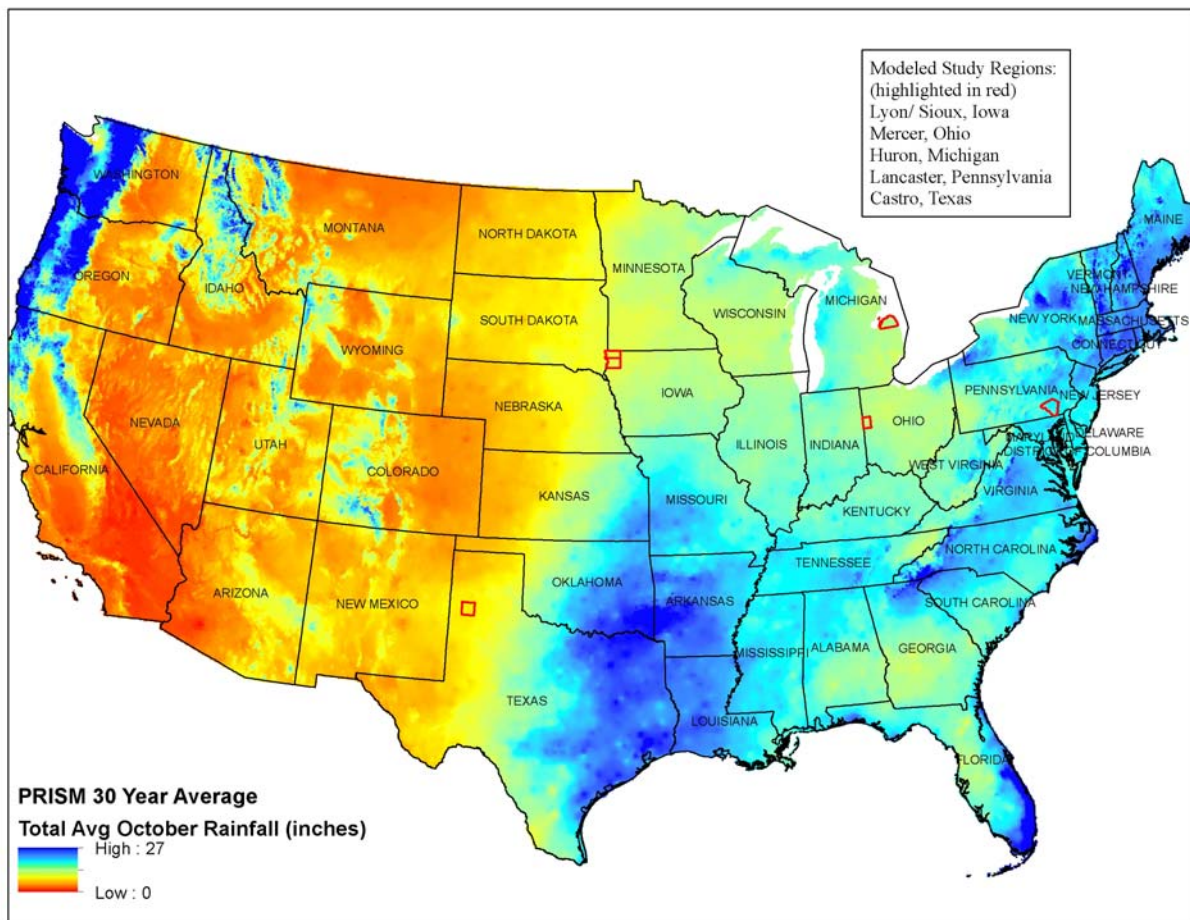 Modeled Study Regions:
(highlighted in red)
Lyon/ Sioux, Iowa
Mercer, Ohio
Huron, Michigan
Lancaster, Pennsylvania
Castro, Texas
WASHINGTON
MONTANA
NORTH DAKOTA
MINNESOTA
MAINE
OREGON
IDAHO
SOUTH DAKOTA
WISCONSIN
MICHIGAN
VERMONT
NEW HAMPSHIRE
NEW YORK
MASSACHUSETTS
CONNECTICUT
WYOMING
NEBRASKA
IOWA
PENNSYLVANIA
NEW JERSEY
NEVADA
UTAH
COLORADO
ILLINOIS
INDIANA
OHIO
MARYLAND
DELAWARE
DISTRICT OF COLUMBIA
CALIFORNIA
KANSAS
MISSOURI
WEST VIRGINIA
VIRGINIA
KENTUCKY
ARIZONA
NEW MEXICO
OKLAHOMA
ARKANSAS
TENNESSEE
NORTH CAROLINA
SOUTH CAROLINA
TEXAS
LOUISIANA
MISSISSIPPI
ALABAMA
GEORGIA
FLORIDA
PRISM 30 Year Average
Total Avg October Rainfall (inches)
High : 27
Low : 0